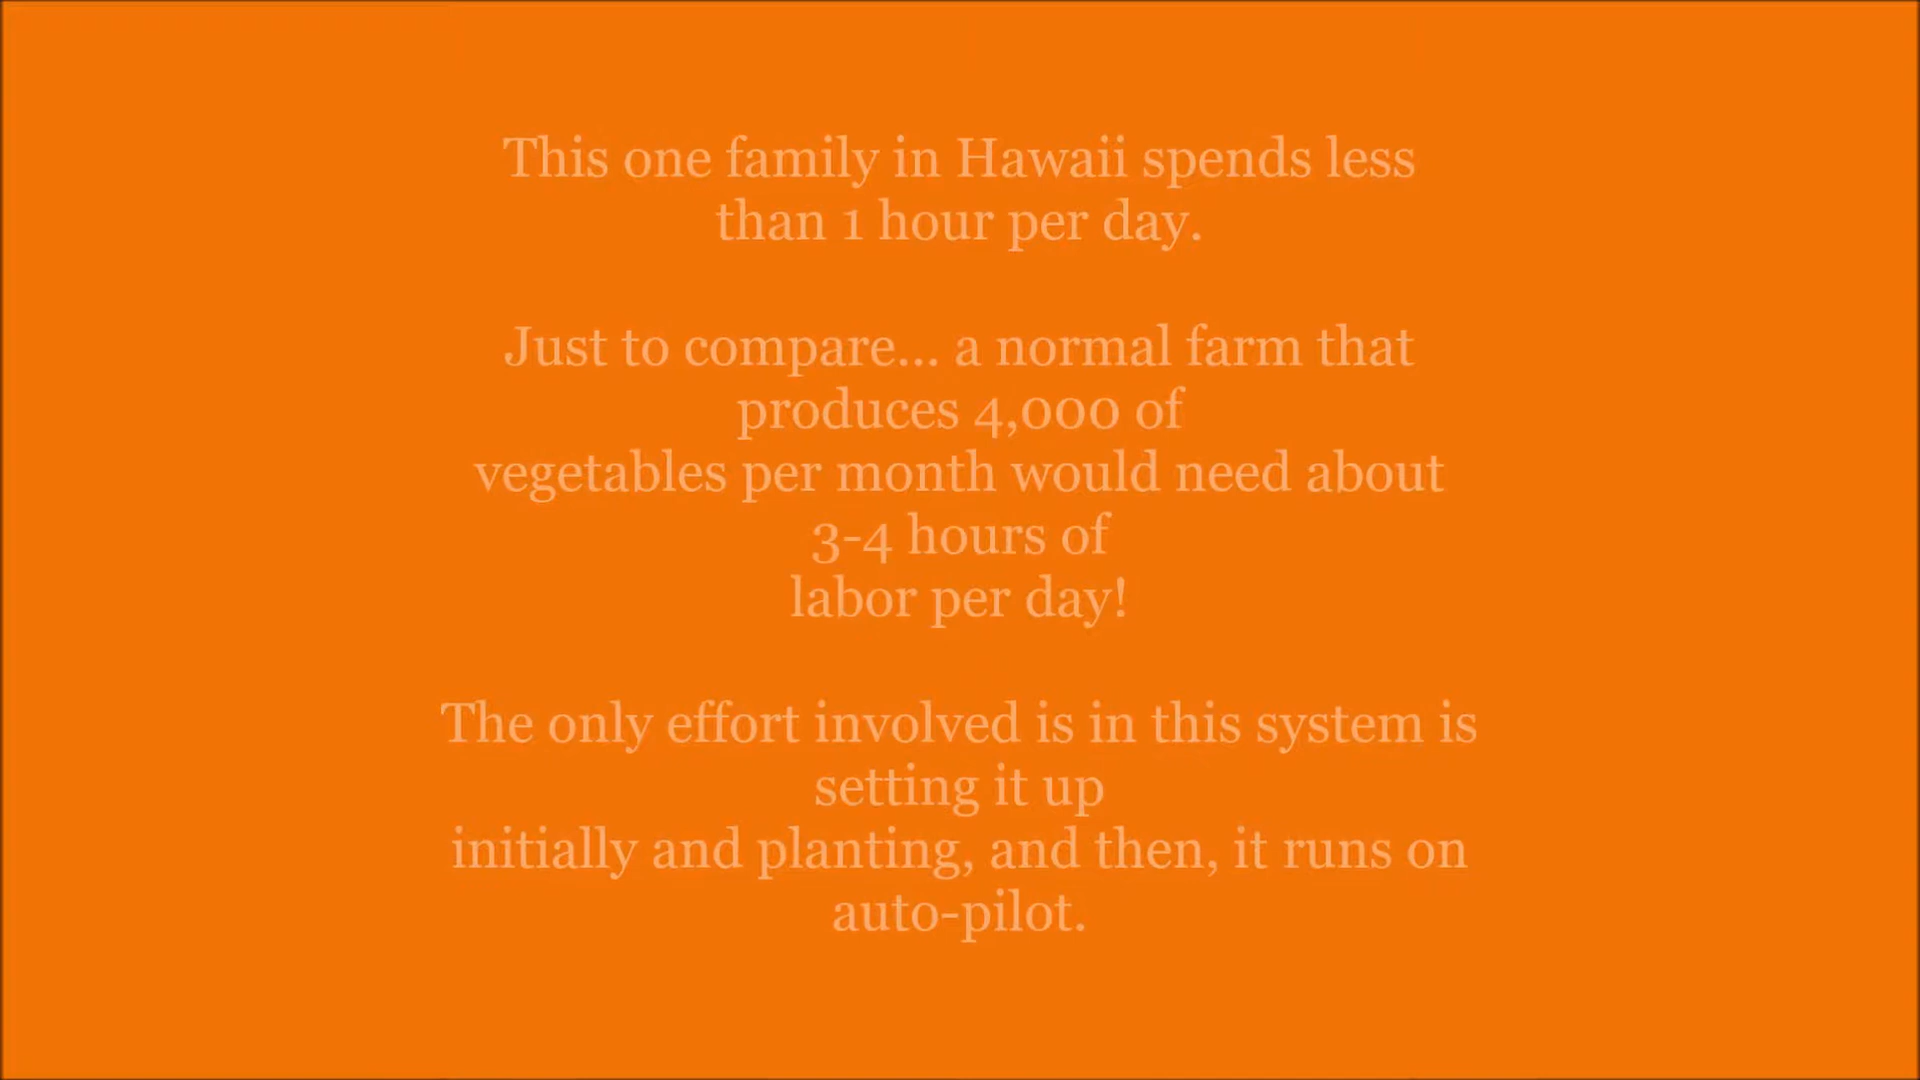 This one family in Hawaii spends less
than 1 hour per day.
Just to compare... a normal farm that
produces 4,000 of
vegetables per month would need about
3-4 hours of
labor per day!
The only effort involved is in this system is
setting it up
initially and planting, and then, it runs on
auto-pilot.